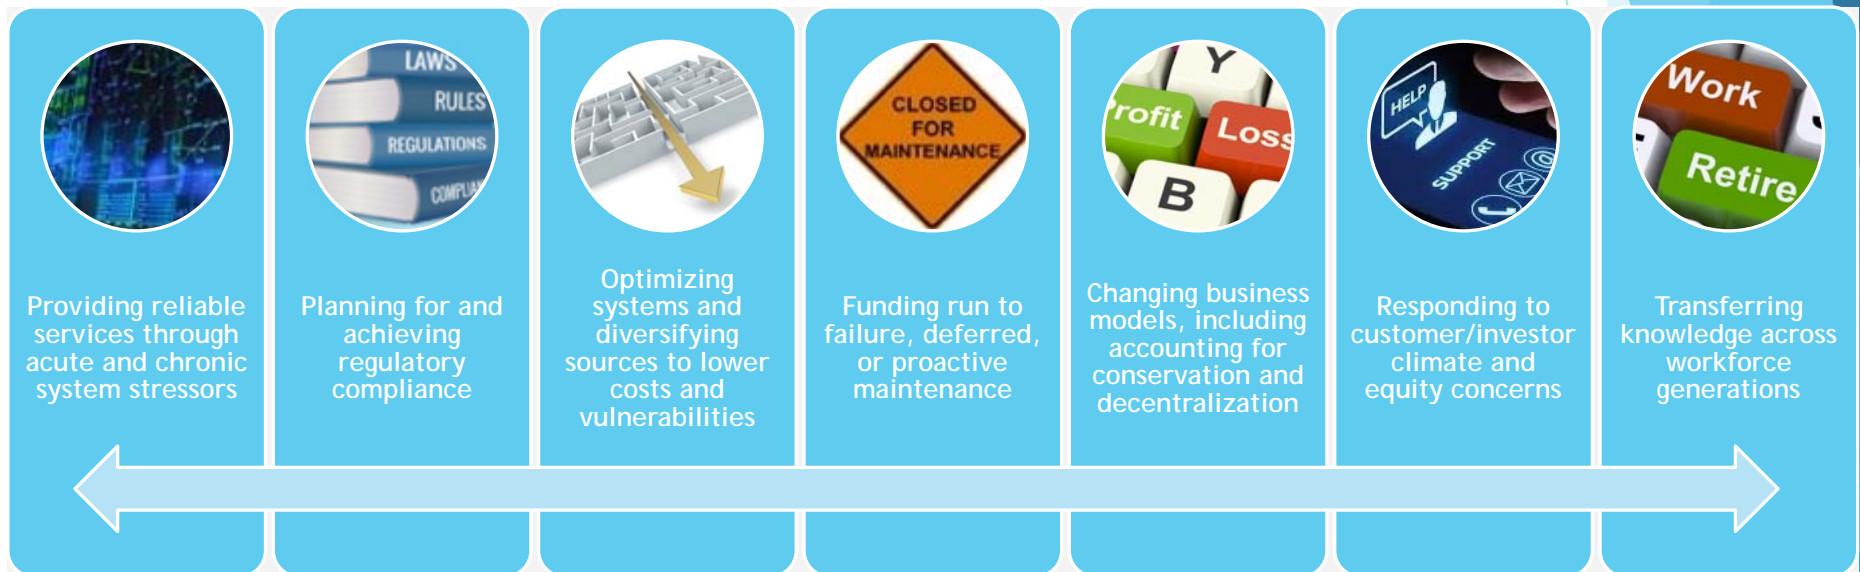 LAWS
RULES
REGULATIONS
CLOSED
FOR
MAINTENANCE
Y
Profit
Loss
B
HELP
SUPPORT
@
Work
Retire
Providing reliable
services through
acute and chronic
system stressors
Planning for and
achieving
regulatory
compliance
Optimizing
systems and
diversifying
sources to lower
costs and
vulnerabilities
Funding run to
failure, deferred,
or proactive
maintenance
Changing business
models, including
accounting for
conservation and
decentralization
Responding to
customer/investor
climate and
equity concerns
Transferring
knowledge across
workforce
generations